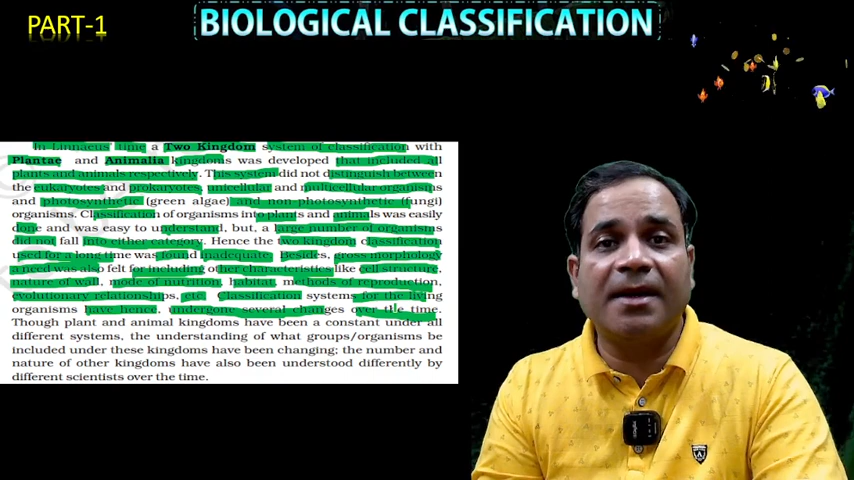 PART-1
BIOLOGICAL CLASSIFICATION
In Linnaeus' time a Two Kingdom system of classification with
Plantae and Animalia kingdoms was developed that included all
plants and animals respectively. This system did not distinguish between
the eukaryotes and prokaryotes, unicellular and multicellular organisms
and photosynthetic (green algae) and non-photosynthetic (fungi)
organisms. Classification of organisms into plants and animals was easily
done and was easy to understand, but, a large number of organisms
did not fall into either category. Hence the two kingdom classification
used for a long time was found inadequate. Besides, gross morphology
a need was also felt for including other characteristics like cell structure,
nature of wall, mode of nutrition, habitat, methods of reproduction,
evolutionary relationships, etc. Classification systems for the living
organisms have hence, undergone several changes over the time.
Though plant and animal kingdoms have been a constant under all
different systems, the understanding of what groups/organisms be
included under these kingdoms have been changing; the number and
nature of other kingdoms have also been understood differently by
different scientists over the time.